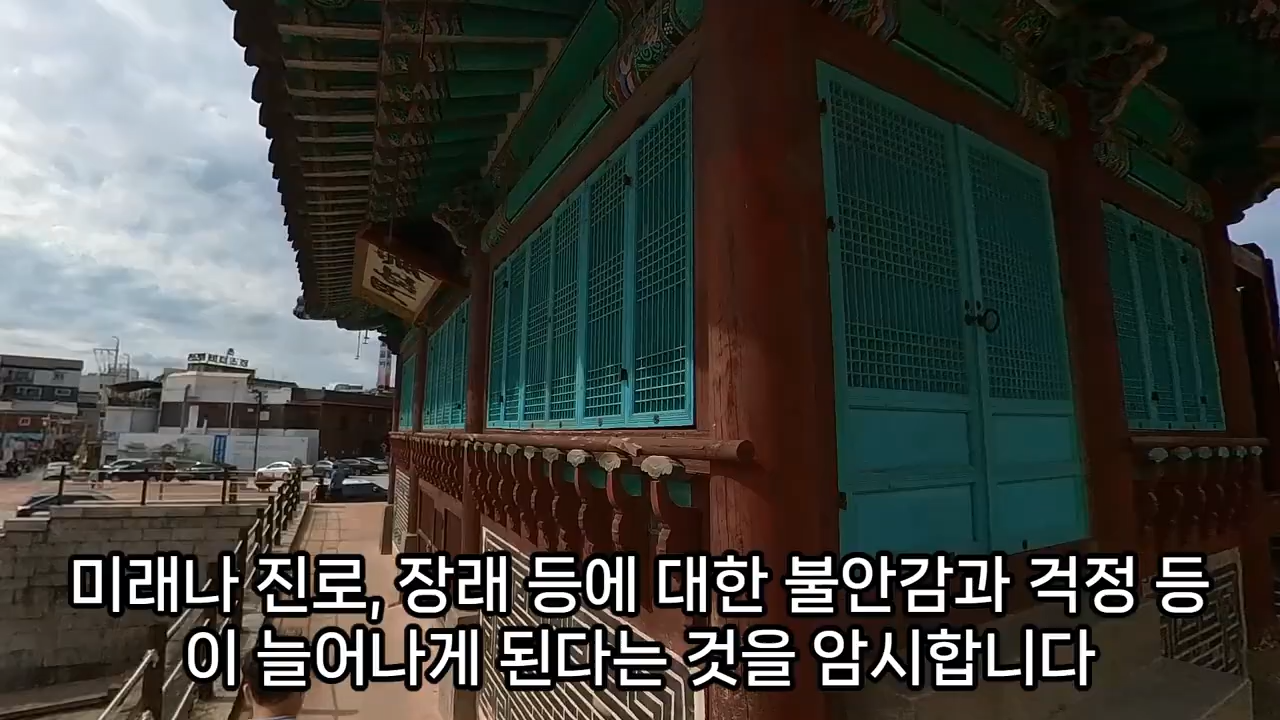 미래나 진로, 장래 등에 대한 불안감과 걱정 등
이 늘어나게 된다는 것을 암시합니다